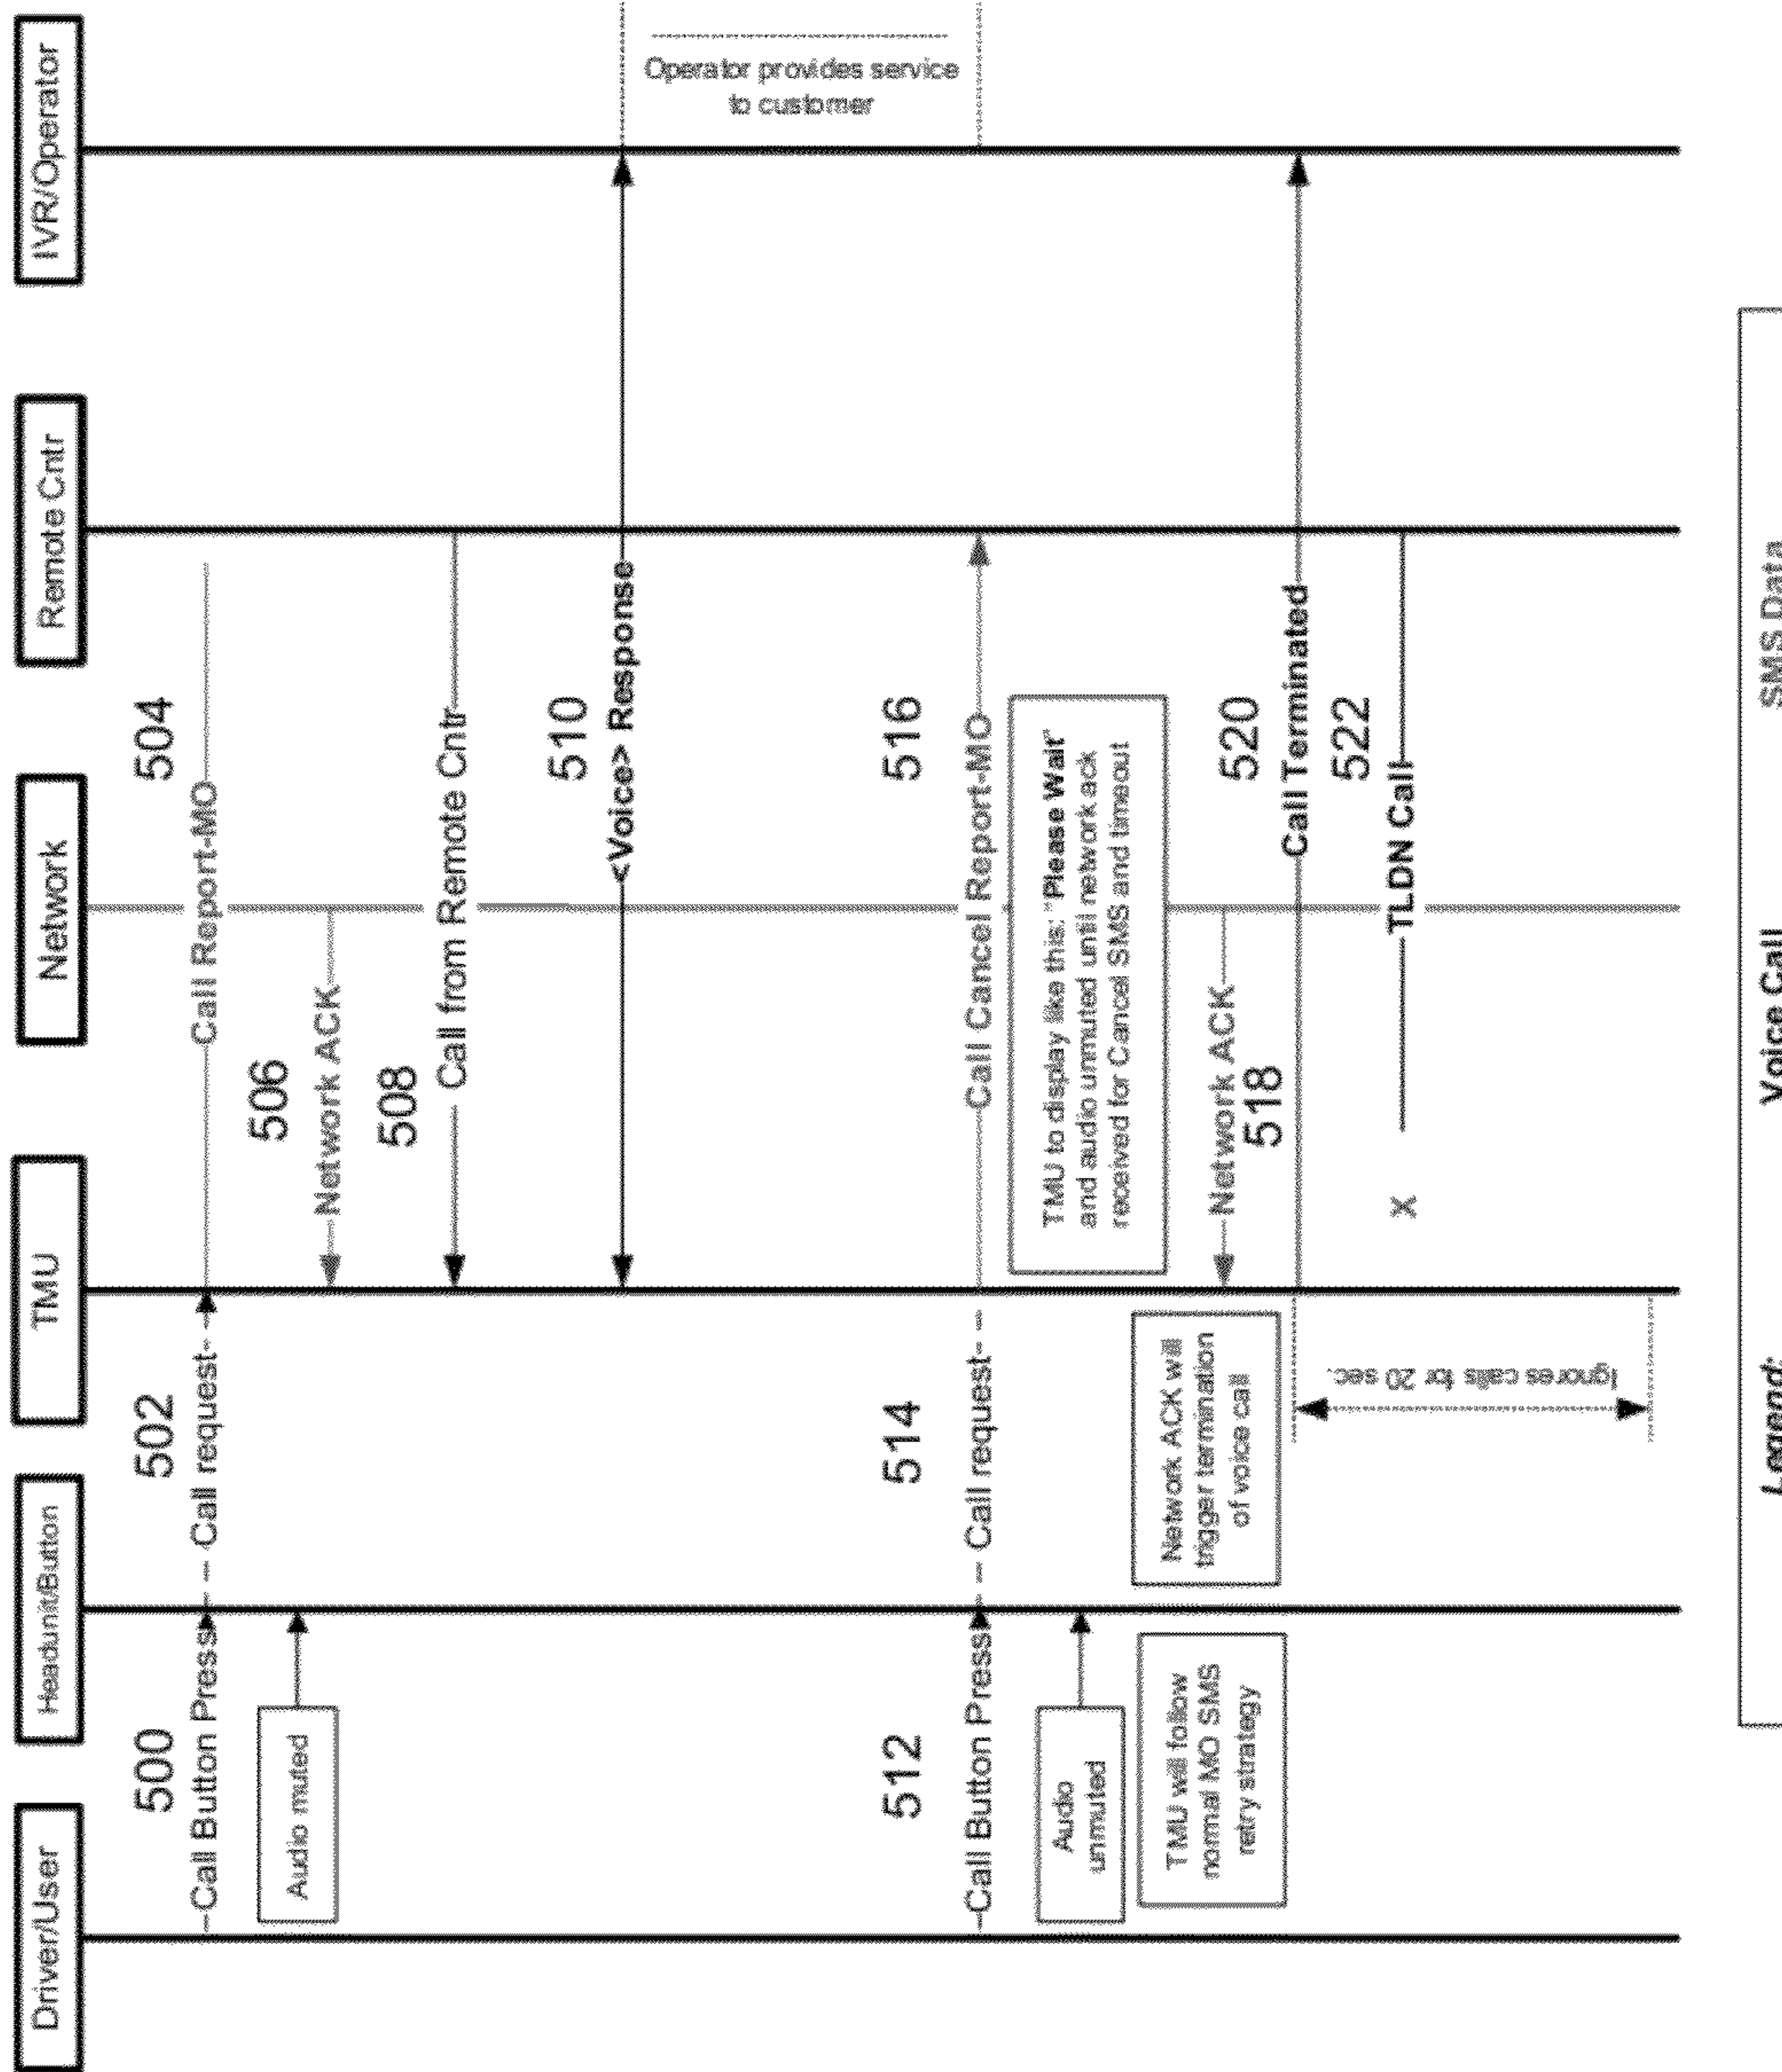 Driver/User
Headunit/Button
TMU
Network
Remote Cntr
IVR/Operator
500
502
504
Call Button Press
Call request
Call Report-MO
Audio muted
506
Network ACK
508
Call from Remote Cntr
510
<Voice> Response
Operator provides service
to customer
512
514
516
Call Button Press
Call request
Call Cancel Report-MO
Audio
unmuted
TMU to display like this: "Please Wait"
and audio unmuted until network ack
received for Cancel SMS and timeout
TMU will follow
normal MO SMS
retry strategy
Network ACK will
trigger termination
of voice call
Network ACK
518
520
Call Terminated
522
TLDN Call
X
Ignores calls for 20 sec.
Legend:
Voice Call
SMS Data